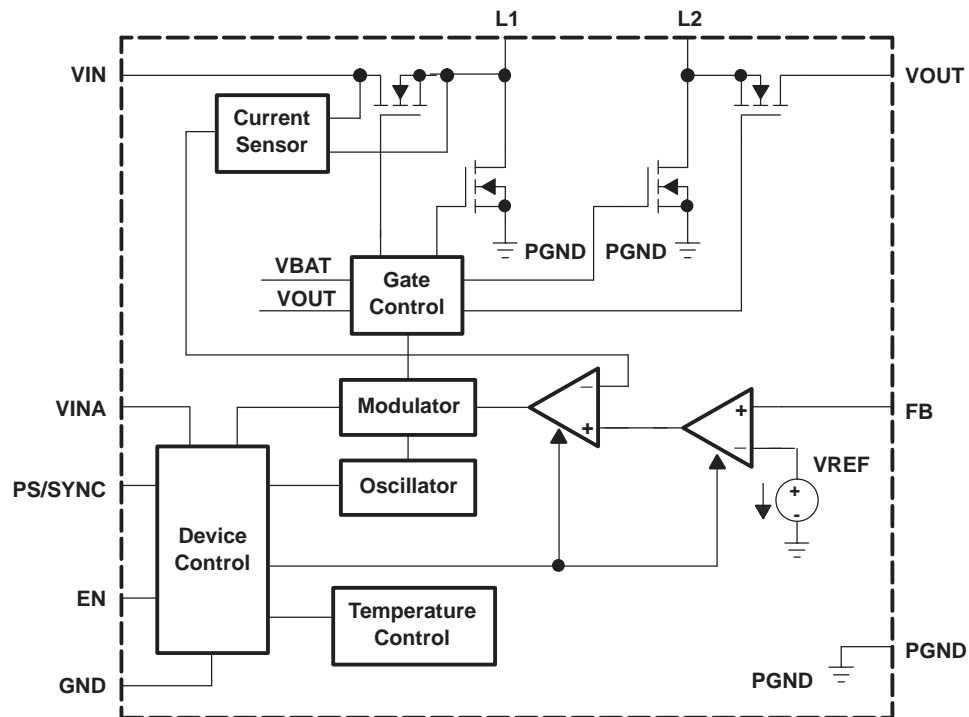 L1
L2
VIN
VOUT
Current
Sensor
PGND
PGND
VBAT
VOUT
Gate
Control
VINA
Modulator
−
+
+
−
FB
VREF
PS/SYNC
Oscillator
+
-
Device
Control
EN
Temperature
Control
GND
PGND
PGND